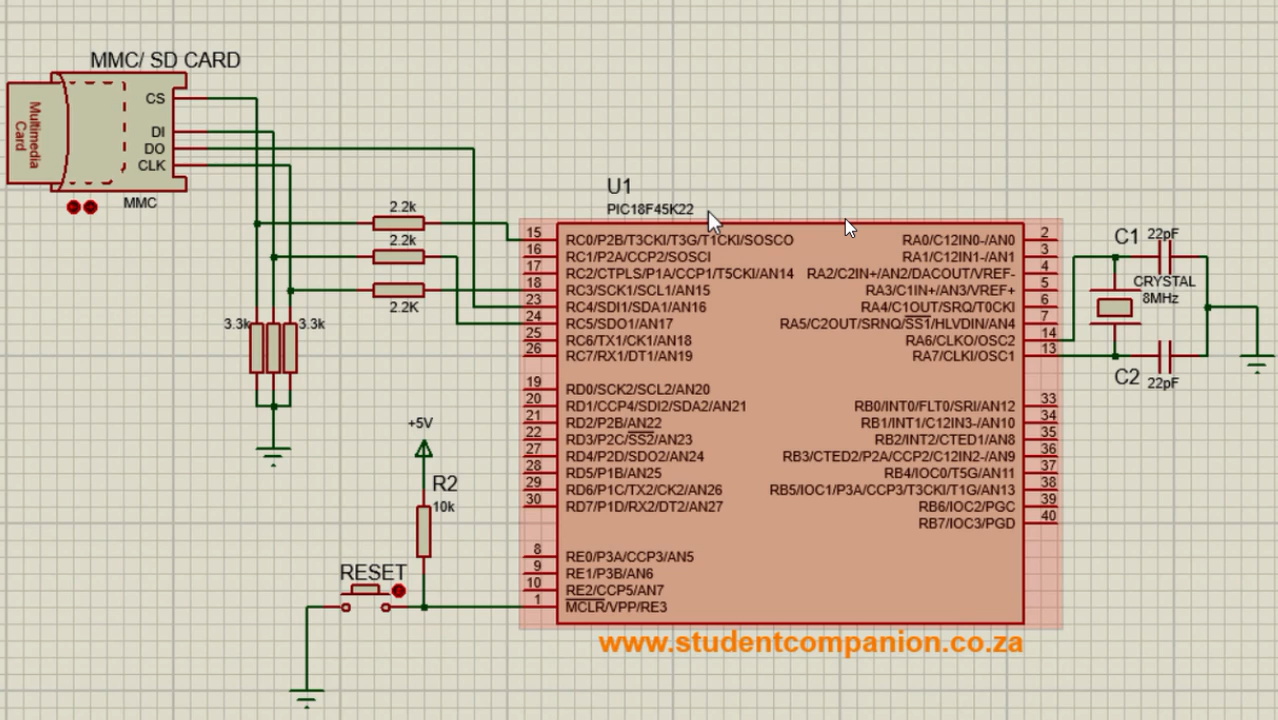 MMC/ SD CARD
Multimedia
Card
CS
DI
DO
CLK
MMC
2.2k
2.2k
2.2K
3.3k
3.3k
+5V
R2
10k
RESET
U1
PIC18F45K22
15 RC0/P2B/T3CKI/T3G/T1CKI/SOSCO
16 RC1/P2A/CCP2/SOSCI
17 RC2/CTPLS/P1A/CCP1/T5CKI/AN14
18 RC3/SCK1/SCL1/AN15
23 RC4/SDI1/SDA1/AN16
24 RC5/SDO1/AN17
25 RC6/TX1/CK1/AN18
26 RC7/RX1/DT1/AN19
19 RD0/SCK2/SCL2/AN20
20 RD1/CCP4/SDI2/SDA2/AN21
21 RD2/P2B/AN22
22 RD3/P2C/SS2/AN23
27 RD4/P2D/SDO2/AN24
28 RD5/P1B/AN25
29 RD6/P1C/TX2/CK2/AN26
30 RD7/P1D/RX2/DT2/AN27
8 RE0/P3A/CCP3/AN5
9 RE1/P3B/AN6
10 RE2/CCP5/AN7
1 MCLR/VPP/RE3
RA0/C12IN0-/AN0 2
RA1/C12IN1-/AN1 3
RA2/C2IN+/AN2/DACOUT/VREF- 4
RA3/C1IN+/AN3/VREF+ 5
RA4/C1OUT/SRQ/T0CKI 6
RA5/C2OUT/SRNQ/SS1/HLVDIN/AN4 7
RA6/CLKO/OSC2 14
RA7/CLKI/OSC1 13
RB0/INT0/FLT0/SRI/AN12 33
RB1/INT1/C12IN3-/AN10 34
RB2/INT2/CTED1/AN8 35
RB3/CTED2/P2A/CCP2/C12IN2-/AN9 36
RB4/IOC0/T5G/AN11 37
RB5/IOC1/P3A/CCP3/T3CKI/T1G/AN13 38
RB6/IOC2/PGC 39
RB7/IOC3/PGD 40
C1 22pF
CRYSTAL
8MHz
C2 22pF
www.studentcompanion.co.za